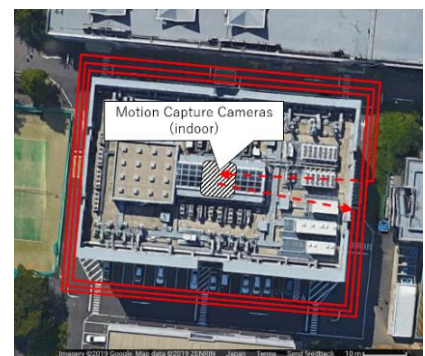 Motion Capture Cameras
(indoor)
Imagery ©2019 Google, Map data ©2019 ZENRIN Japan Terms Send feedback 10 m